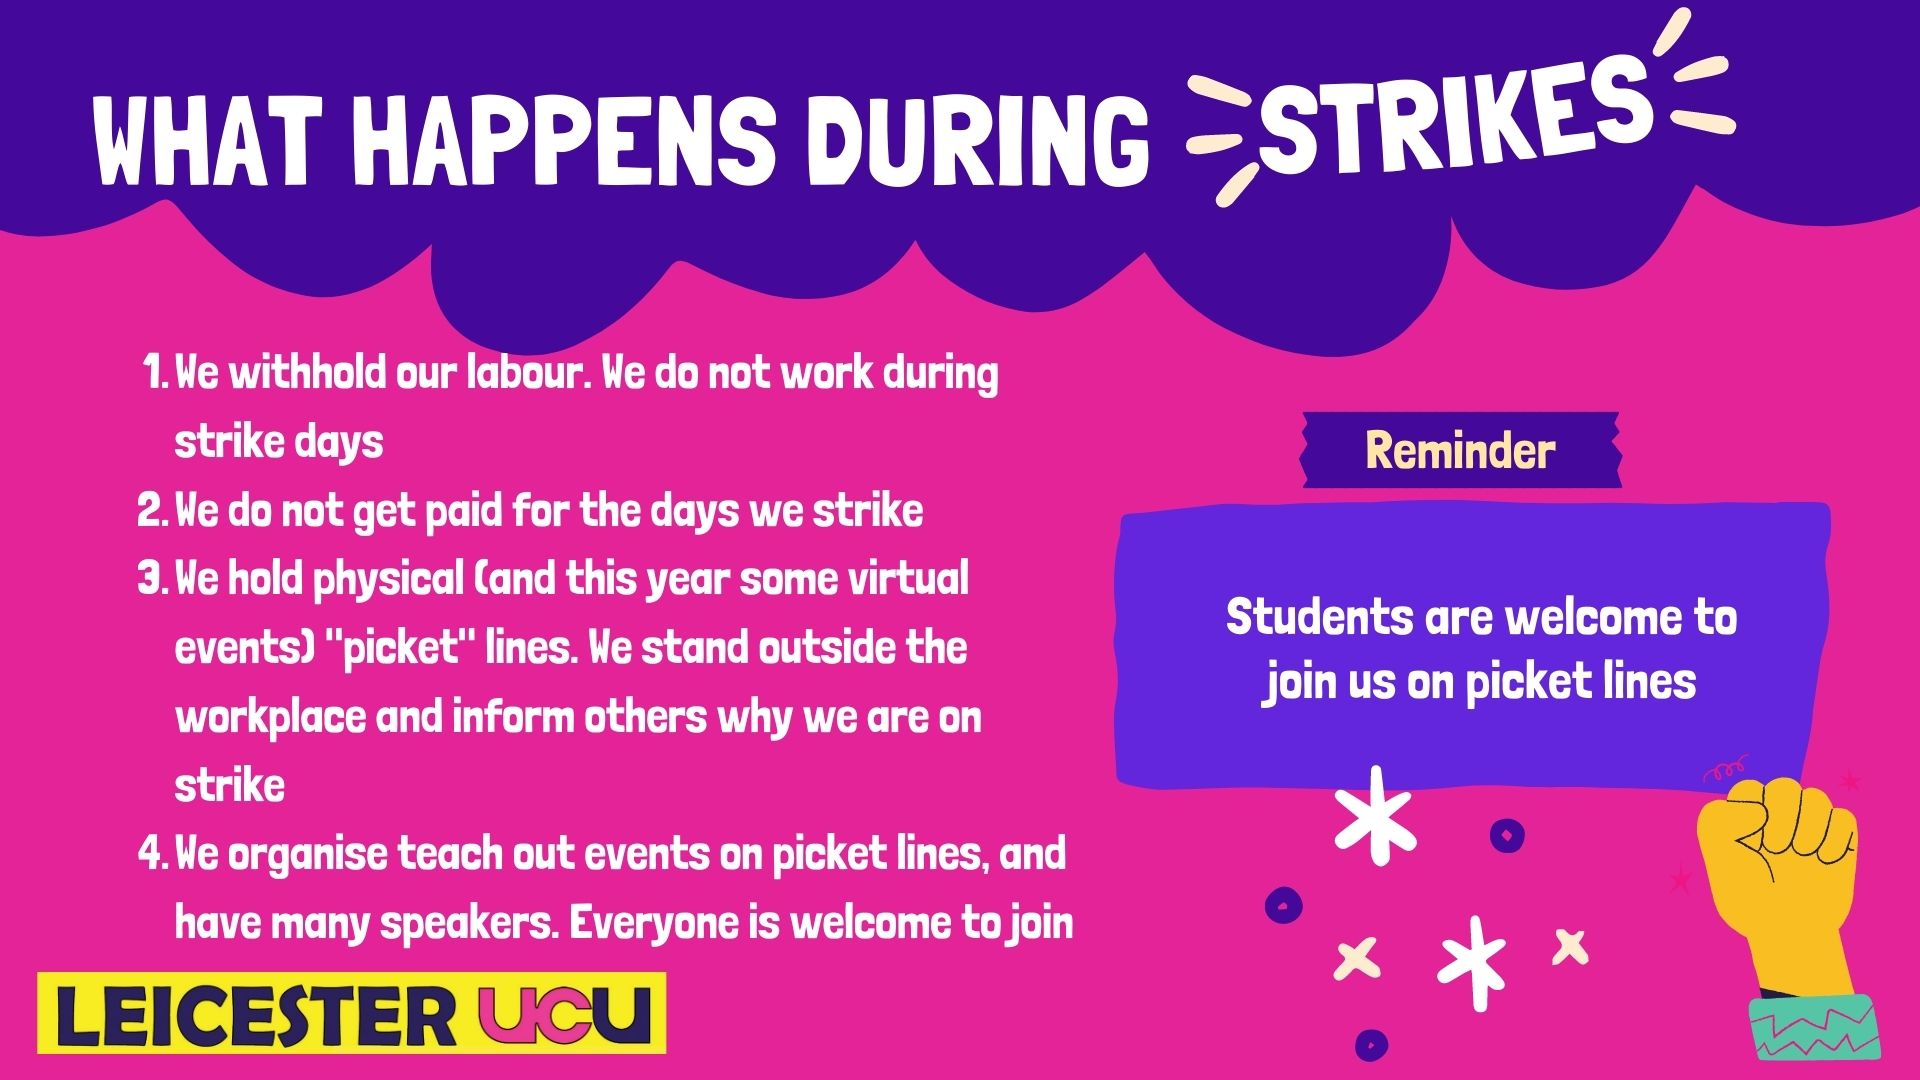 WHAT HAPPENS DURING STRIKES
1. We withhold our labour. We do not work during
strike days
2. We do not get paid for the days we strike
3. We hold physical (and this year some virtual
events) "picket" lines. We stand outside the
workplace and inform others why we are on
strike
4. We organise teach out events on picket lines, and
have many speakers. Everyone is welcome to join
Reminder
Students are welcome to
join us on picket lines
LEICESTER UCU